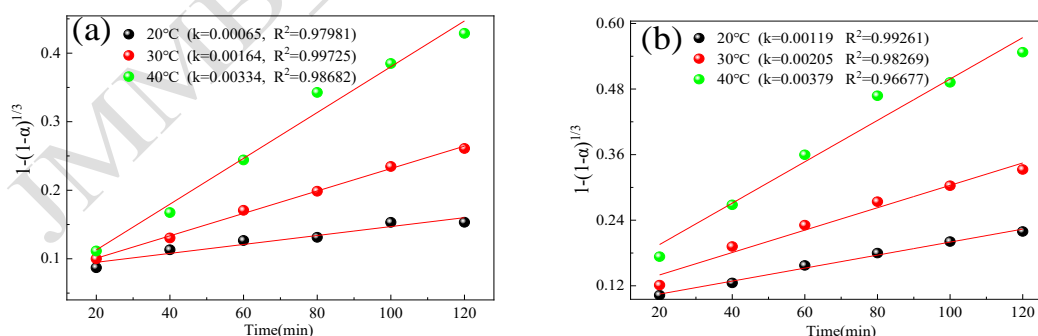 (a)
20℃ (k=0.00065, R²=0.97981)
30℃ (k=0.00164, R²=0.99725)
40℃ (k=0.00334, R²=0.98682)
0.4
0.3
0.2
0.1
1-(1-α)^1/3
20 40 60 80 100 120
Time(min)
JMM
(b)
20℃ (k=0.00119 R²=0.99261)
30℃ (k=0.00205 R²=0.98269)
40℃ (k=0.00379 R²=0.96677)
0.60
0.48
0.36
0.24
0.12
1-(1-α)^1/3
20 40 60 80 100 120
Time(min)